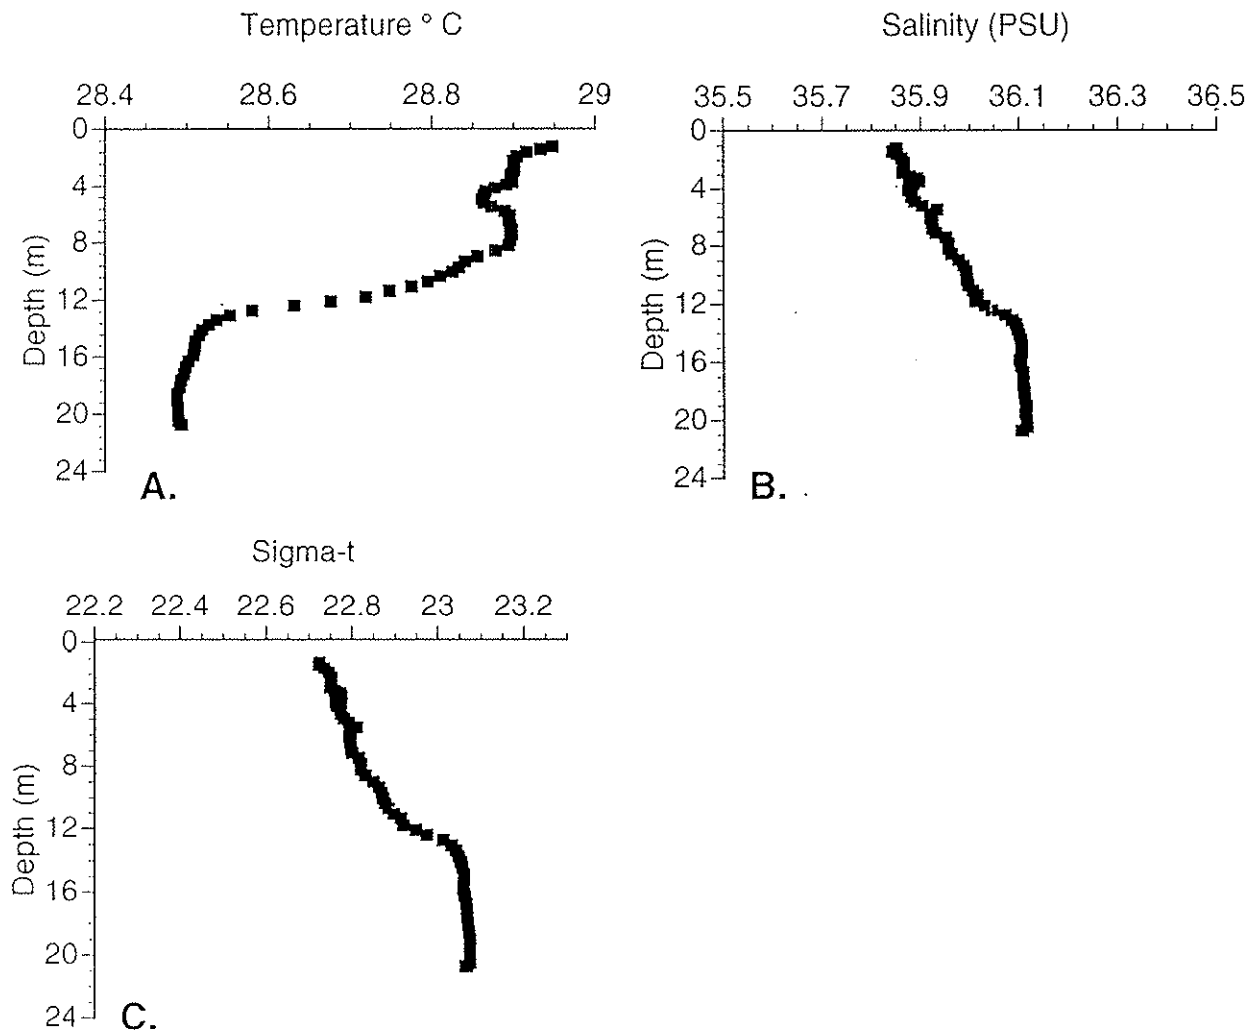 Temperature ° C
28.4 28.6 28.8 29
0
4
8
12
16
20
24
Depth (m)
A.
Salinity (PSU)
35.5 35.7 35.9 36.1 36.3 36.5
0
4
8
12
16
20
24
Depth (m)
B.
Sigma-t
22.2 22.4 22.6 22.8 23 23.2
0
4
8
12
16
20
24
Depth (m)
C.